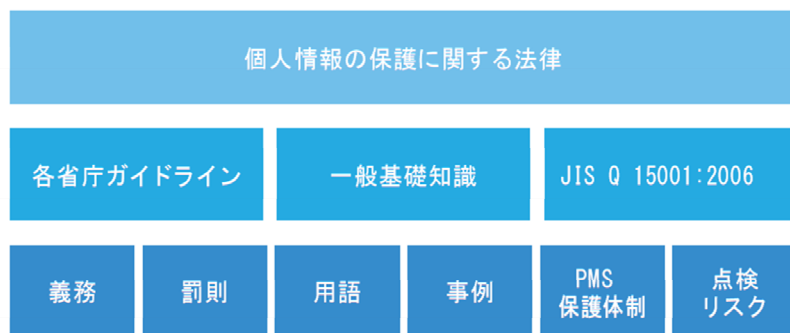 個人情報の保護に関する法律
各省庁ガイドライン
一般基礎知識
JIS Q 15001:2006
義務
罰則
用語
事例
PMS
保護体制
点検
リスク